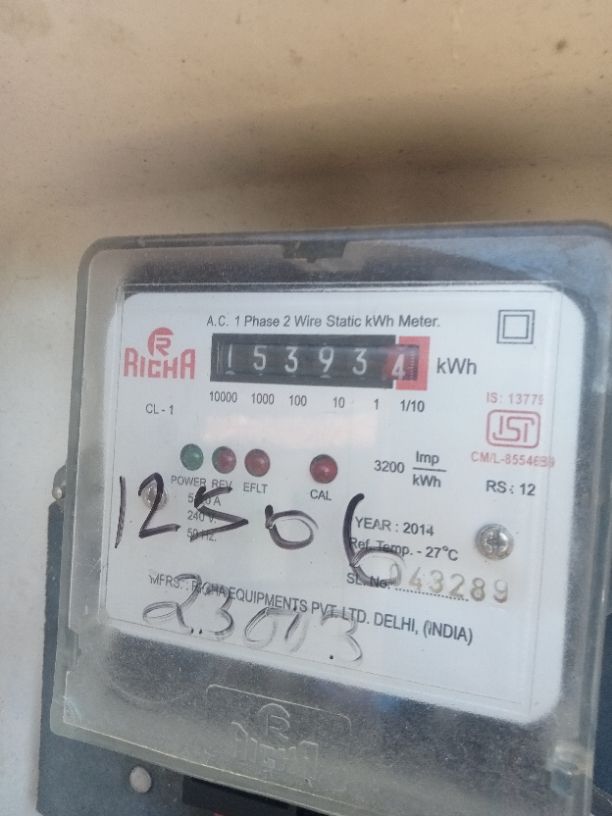 A.C. 1 Phase 2 Wire Static kWh Meter.
RICHA
153934 kWh
CL - 1
10000 1000 100 10 1 1/10
IS: 13779
ISI
CM/L-8554689
POWER REV EFLT CAL
3200 Imp/kWh
RS : 12
240 V.
50 Hz.
12506
YEAR : 2014
Ref. Temp. - 27°C
SL. No. 043289
MFRS. : RICHA EQUIPMENTS PVT. LTD. DELHI, (INDIA)
RICHA